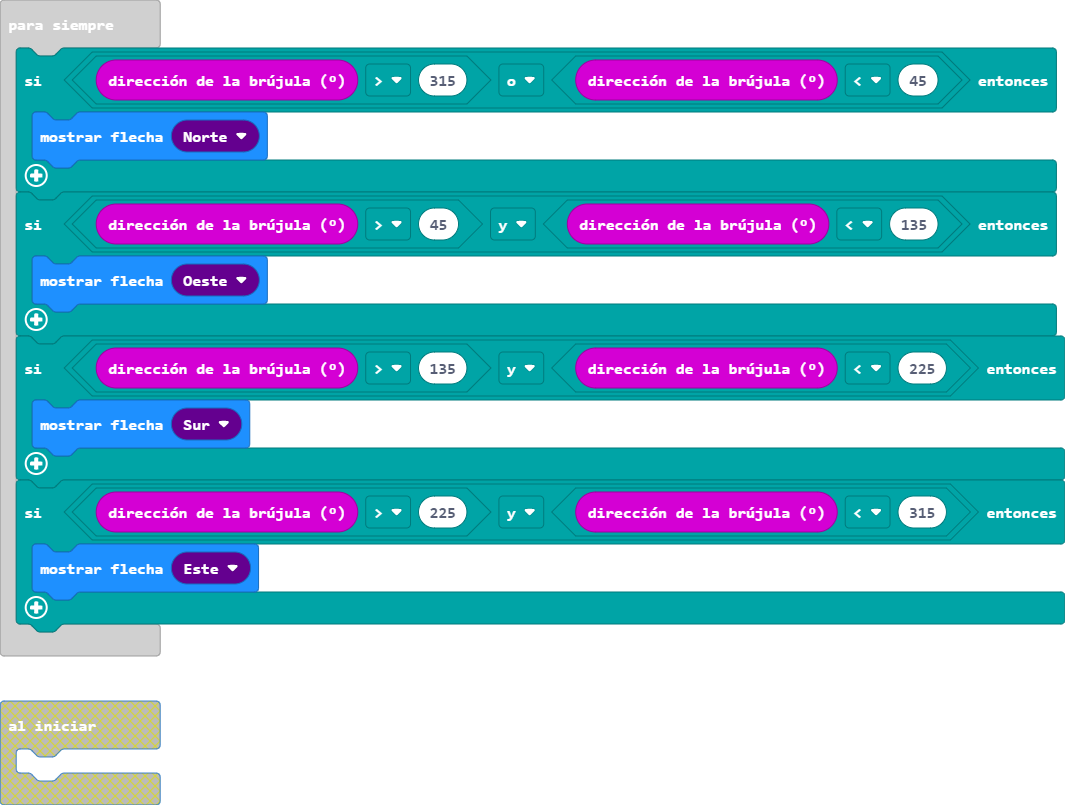 para siempre
si dirección de la brújula (º) > 315 o dirección de la brújula (º) < 45 entonces
mostrar flecha Norte
si dirección de la brújula (º) > 45 y dirección de la brújula (º) < 135 entonces
mostrar flecha Oeste
si dirección de la brújula (º) > 135 y dirección de la brújula (º) < 225 entonces
mostrar flecha Sur
si dirección de la brújula (º) > 225 y dirección de la brújula (º) < 315 entonces
mostrar flecha Este
al iniciar